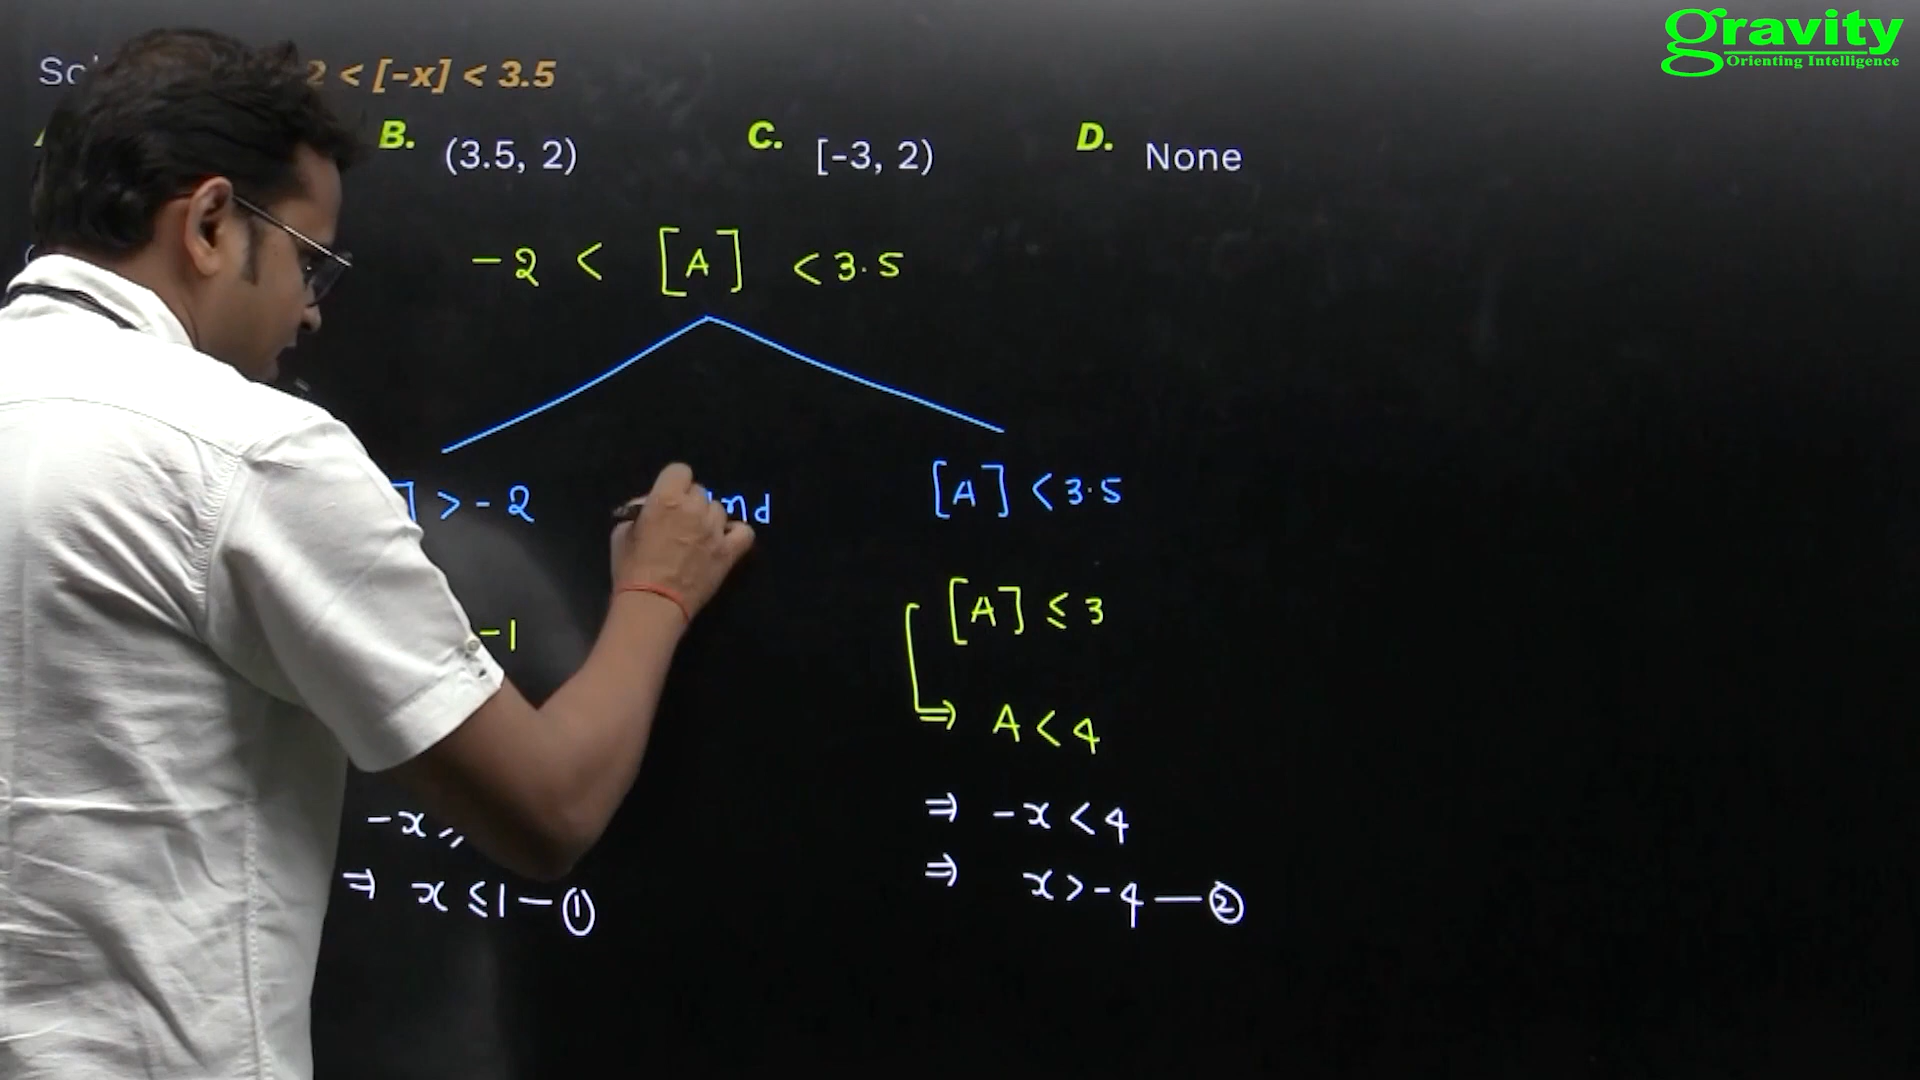 gravity
Orienting Intelligence
2 < [-x] < 3.5
B. (3.5, 2) C. [-3, 2) D. None
-2 < [A] < 3.5
] > -2 nd [A] < 3.5
-1 [A] ≤ 3
⇒ A < 4
-x ⇒ -x < 4
⇒ x ≤ 1 - ① ⇒ x > -4 - ②